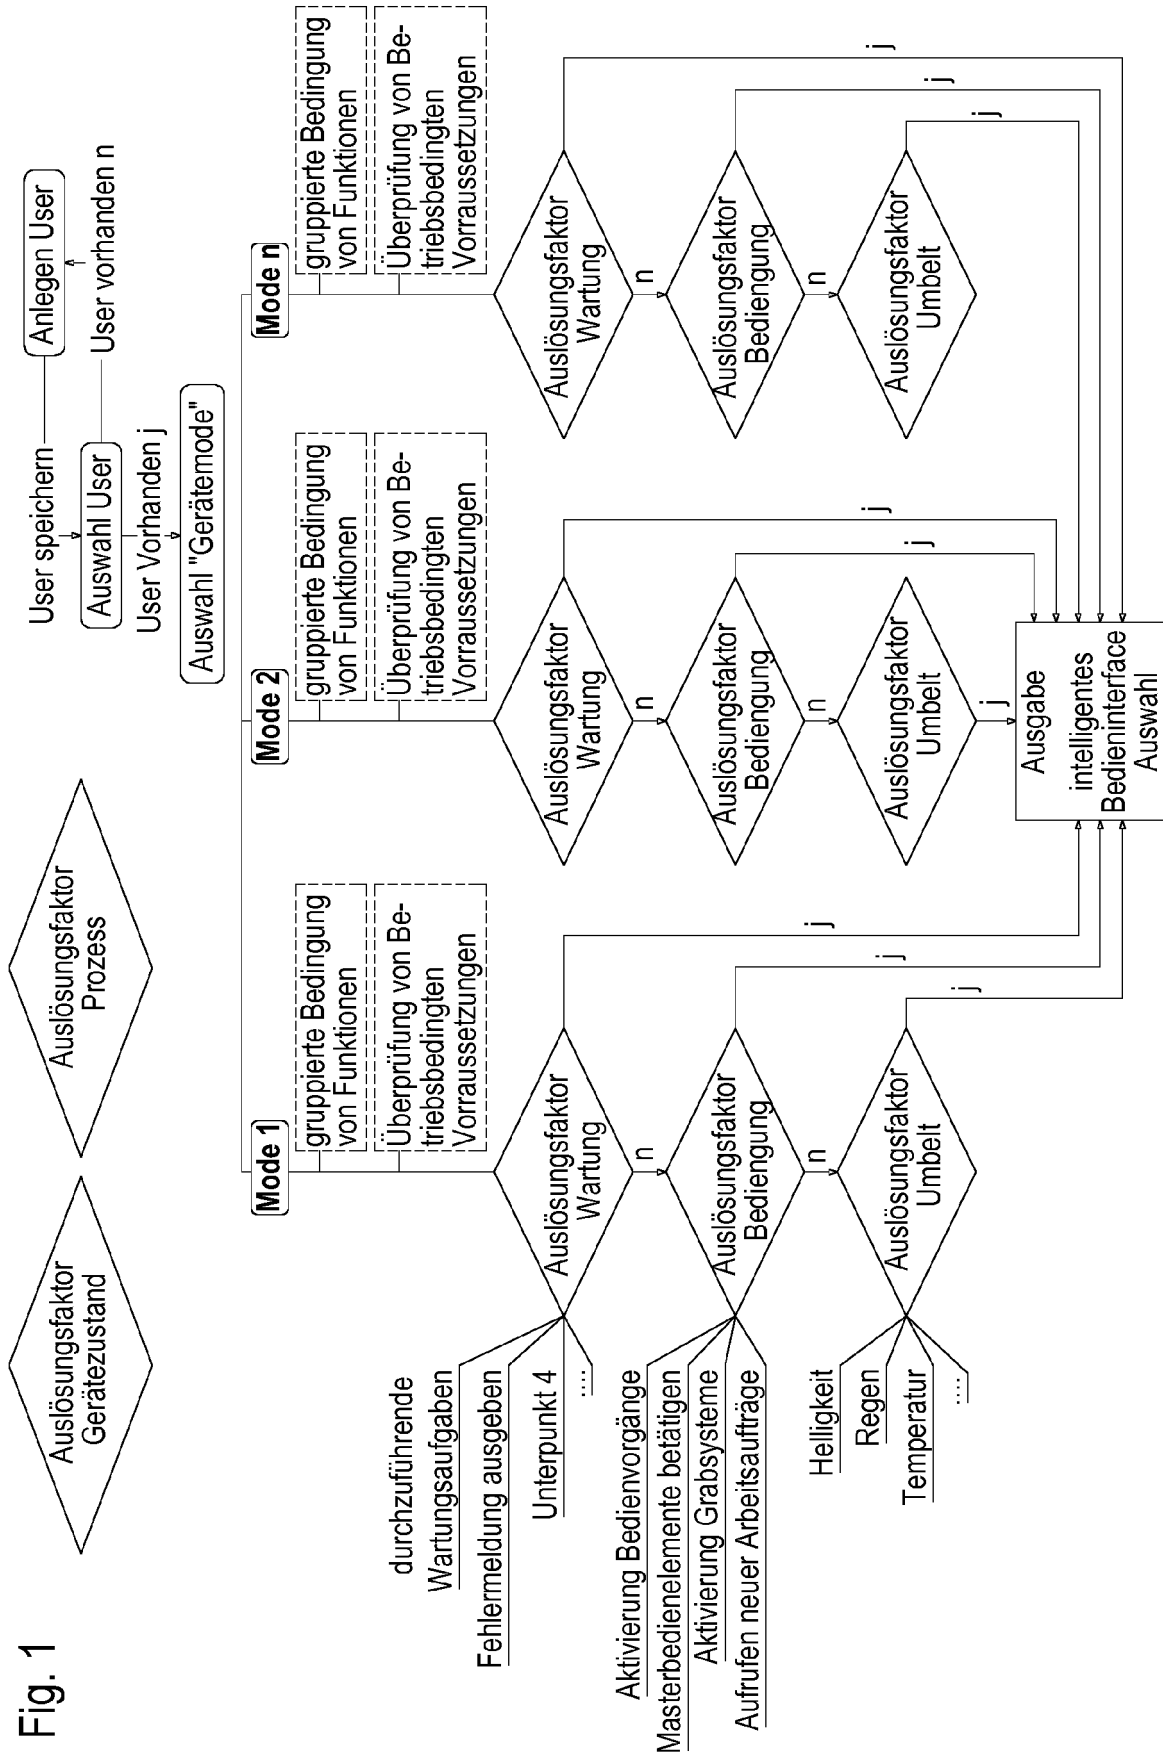 Fig. 1
Auslösungsfaktor
Gerätezustand
Auslösungsfaktor
Prozess
User speichern
Anlegen User
Auswahl User
User vorhanden n
User Vorhanden j
Auswahl "Gerätemode"
Mode 1
gruppierte Bedingung
von Funktionen
Überprüfung von Be-
triebsbedingten
Vorraussetzungen
Auslösungsfaktor
Wartung
j
n
Auslösungsfaktor
Bediengung
j
n
Auslösungsfaktor
Umbelt
j
durchzuführende
Wartungsaufgaben
Fehlermeldung ausgeben
Unterpunkt 4
....
Aktivierung Bedienvorgänge
Masterbedienelemente betätigen
Aktivierung Grabsysteme
Aufrufen neuer Arbeitsaufträge
Helligkeit
Regen
Temperatur
....
Mode 2
gruppierte Bedingung
von Funktionen
Überprüfung von Be-
triebsbedingten
Vorraussetzungen
Auslösungsfaktor
Wartung
j
n
Auslösungsfaktor
Bediengung
j
n
Auslösungsfaktor
Umbelt
j
Mode n
gruppierte Bedingung
von Funktionen
Überprüfung von Be-
triebsbedingten
Vorraussetzungen
Auslösungsfaktor
Wartung
j
n
Auslösungsfaktor
Bediengung
j
n
Auslösungsfaktor
Umbelt
j
Ausgabe
intelligentes
Bedieninterface
Auswahl